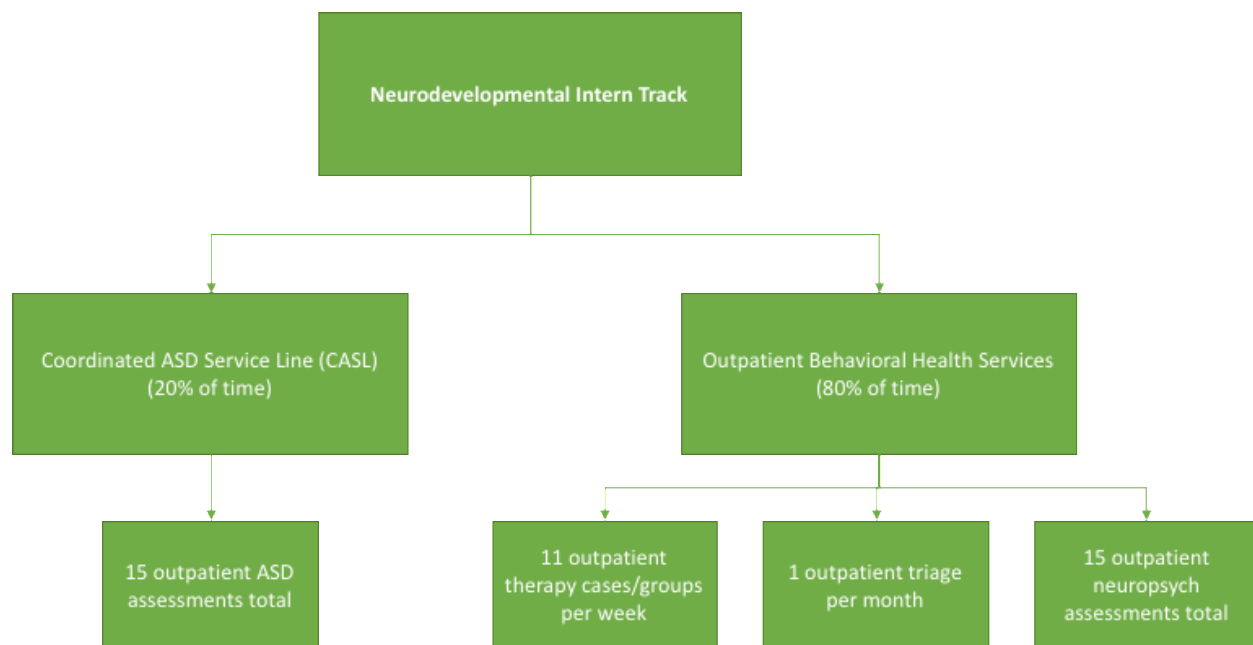 Neurodevelopmental Intern Track
Coordinated ASD Service Line (CASL)
(20% of time)
Outpatient Behavioral Health Services
(80% of time)
15 outpatient ASD
assessments total
11 outpatient
therapy cases/groups
per week
1 outpatient triage
per month
15 outpatient
neuropsych
assessments total